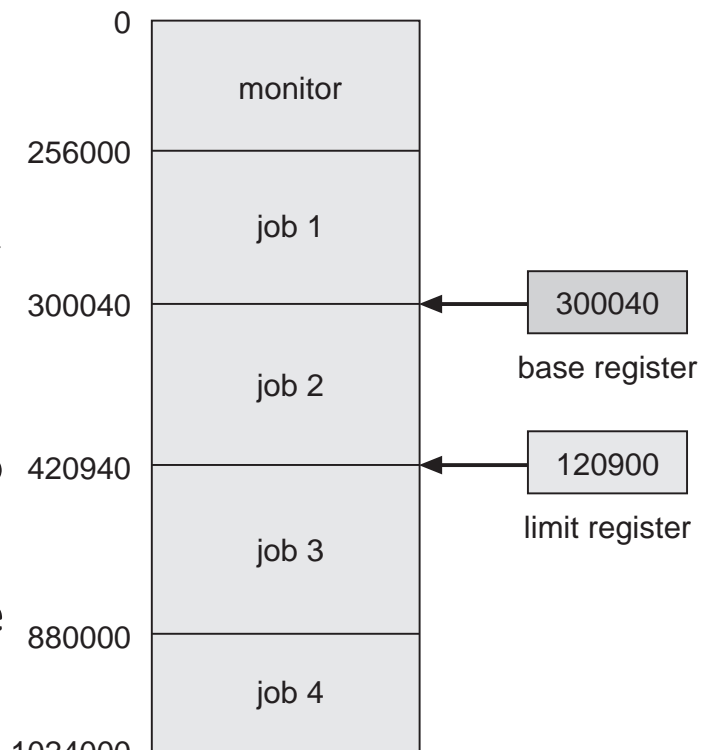 0
monitor
256000
job 1
300040
300040
base register
job 2
420940
120900
limit register
job 3
880000
job 4
1024000